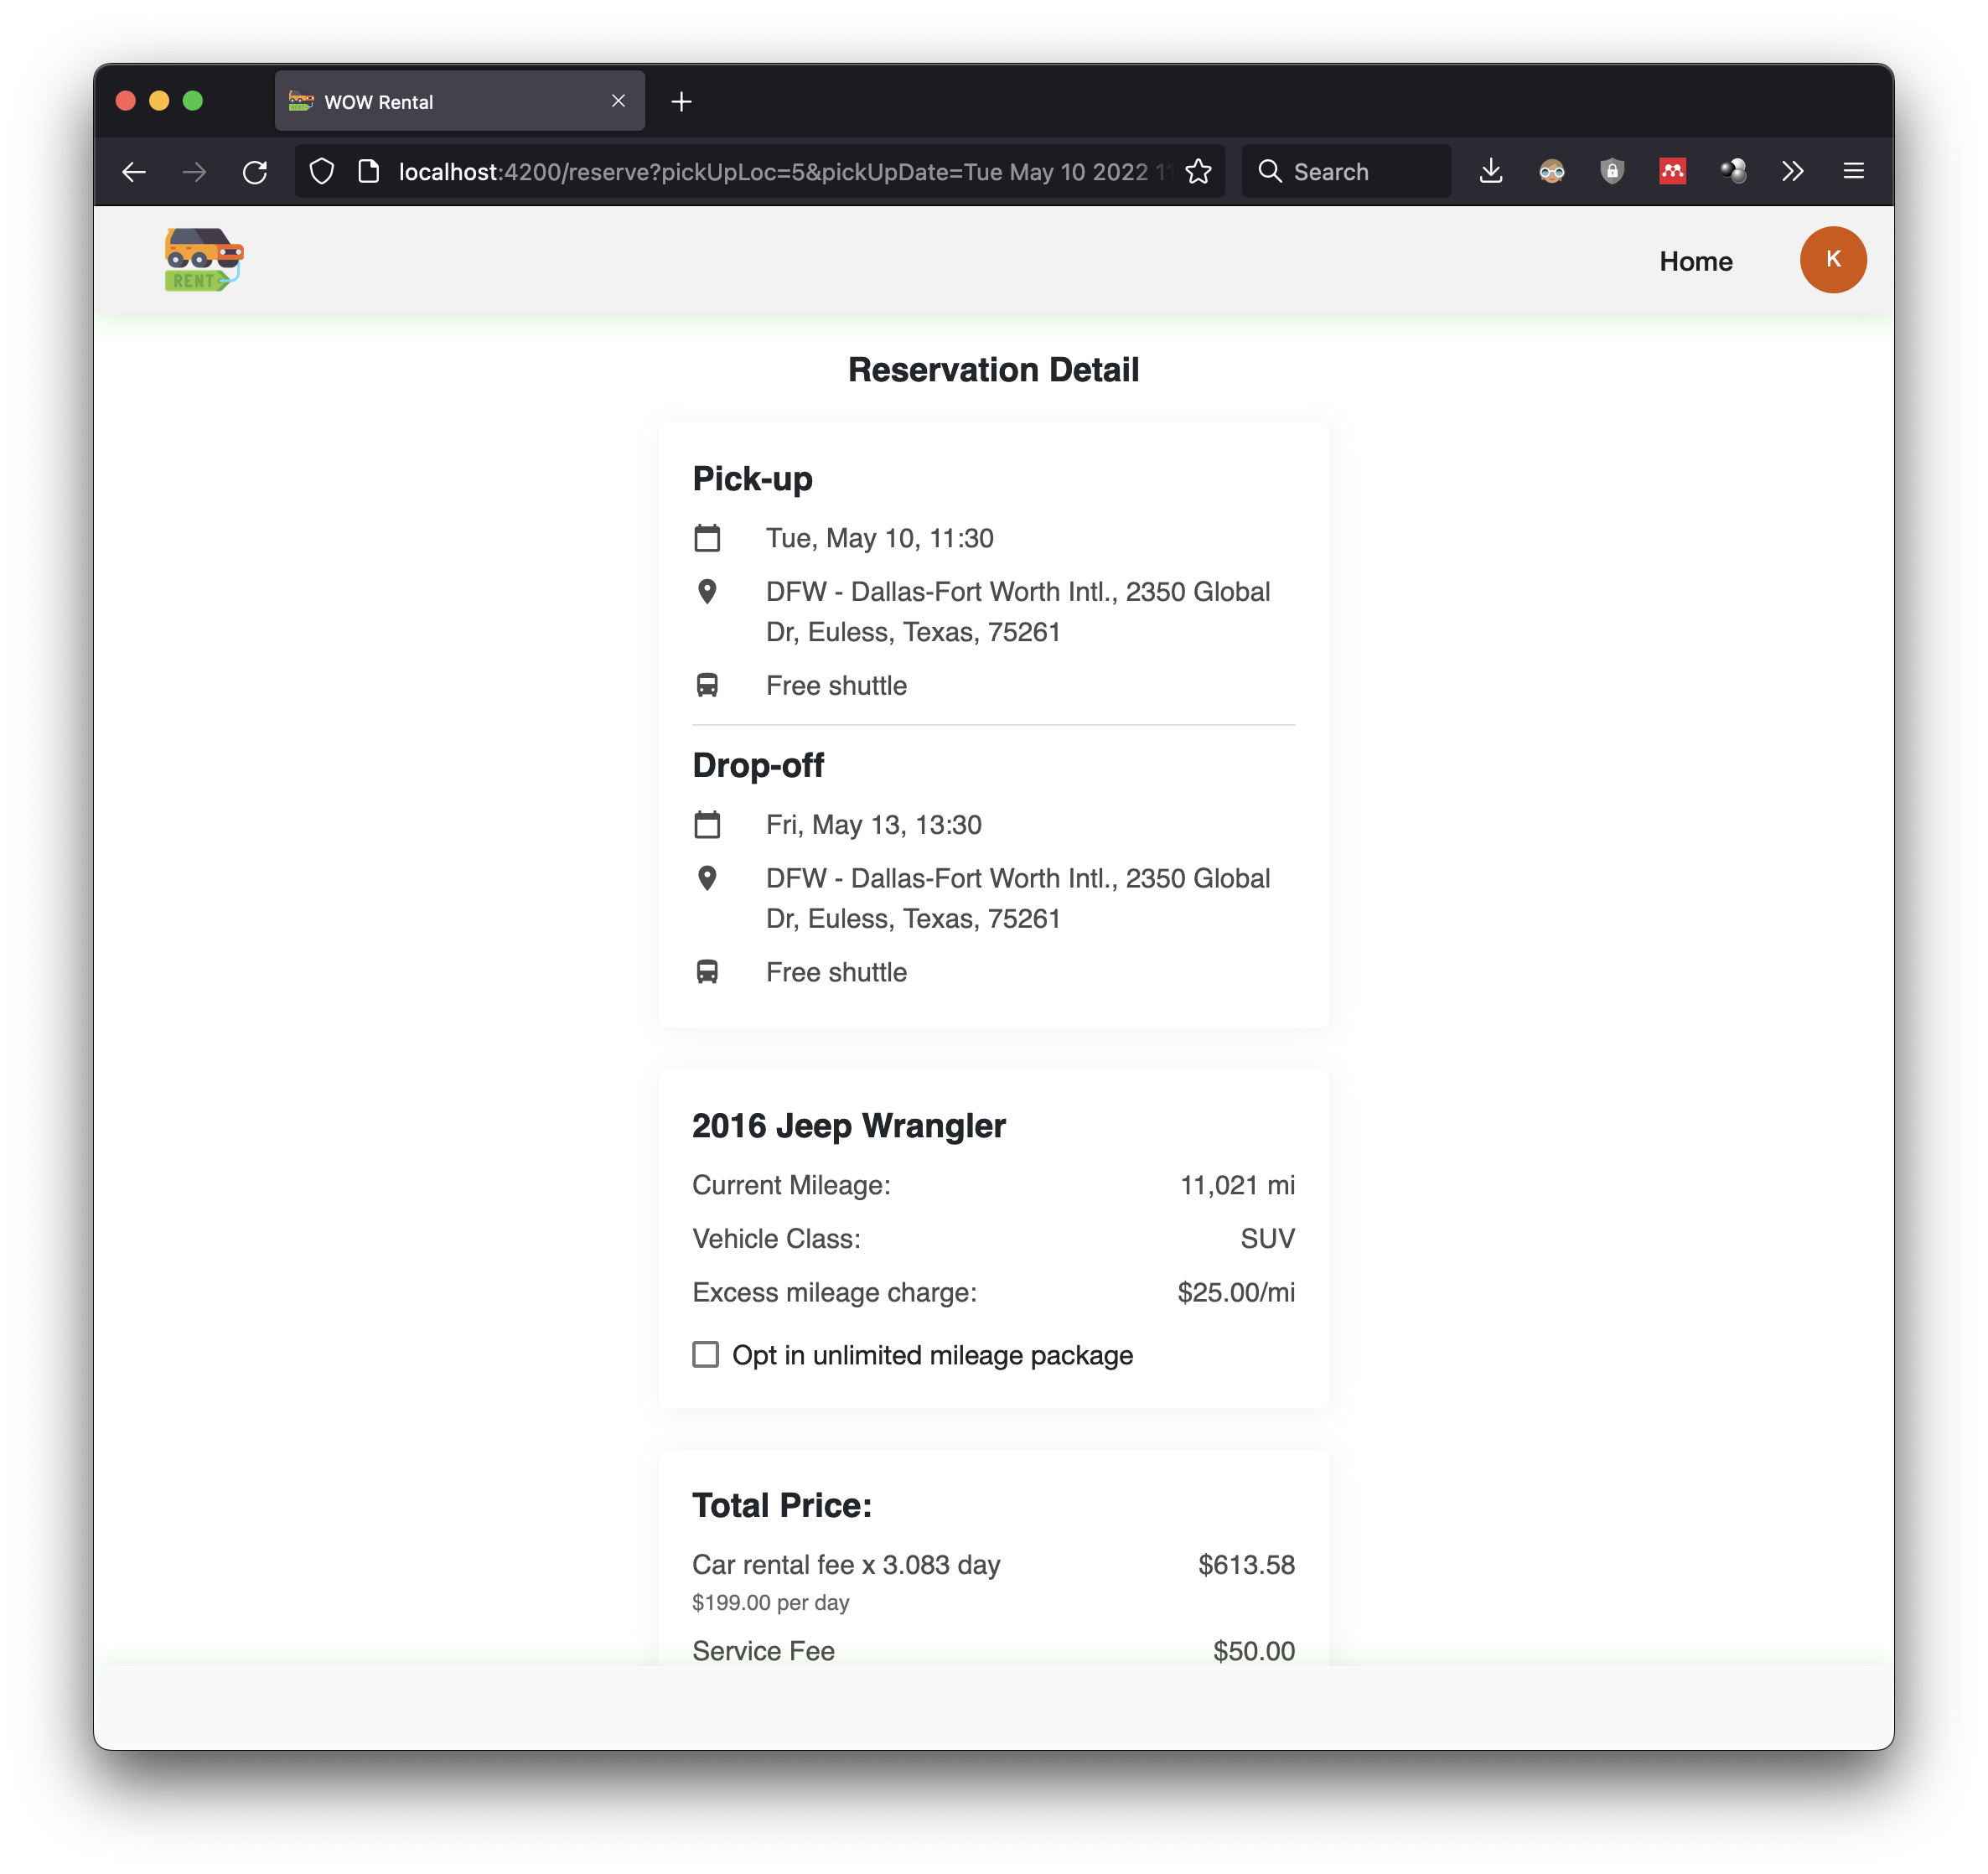 WOW Rental
localhost:4200/reserve?pickUpLoc=5&pickUpDate=Tue May 10 2022 11
Search
RENT
Home
K
Reservation Detail
Pick-up
Tue, May 10, 11:30
DFW - Dallas-Fort Worth Intl., 2350 Global
Dr, Euless, Texas, 75261
Free shuttle
Drop-off
Fri, May 13, 13:30
DFW - Dallas-Fort Worth Intl., 2350 Global
Dr, Euless, Texas, 75261
Free shuttle
2016 Jeep Wrangler
Current Mileage: 11,021 mi
Vehicle Class: SUV
Excess mileage charge: $25.00/mi
Opt in unlimited mileage package
Total Price:
Car rental fee x 3.083 day $613.58
$199.00 per day
Service Fee $50.00